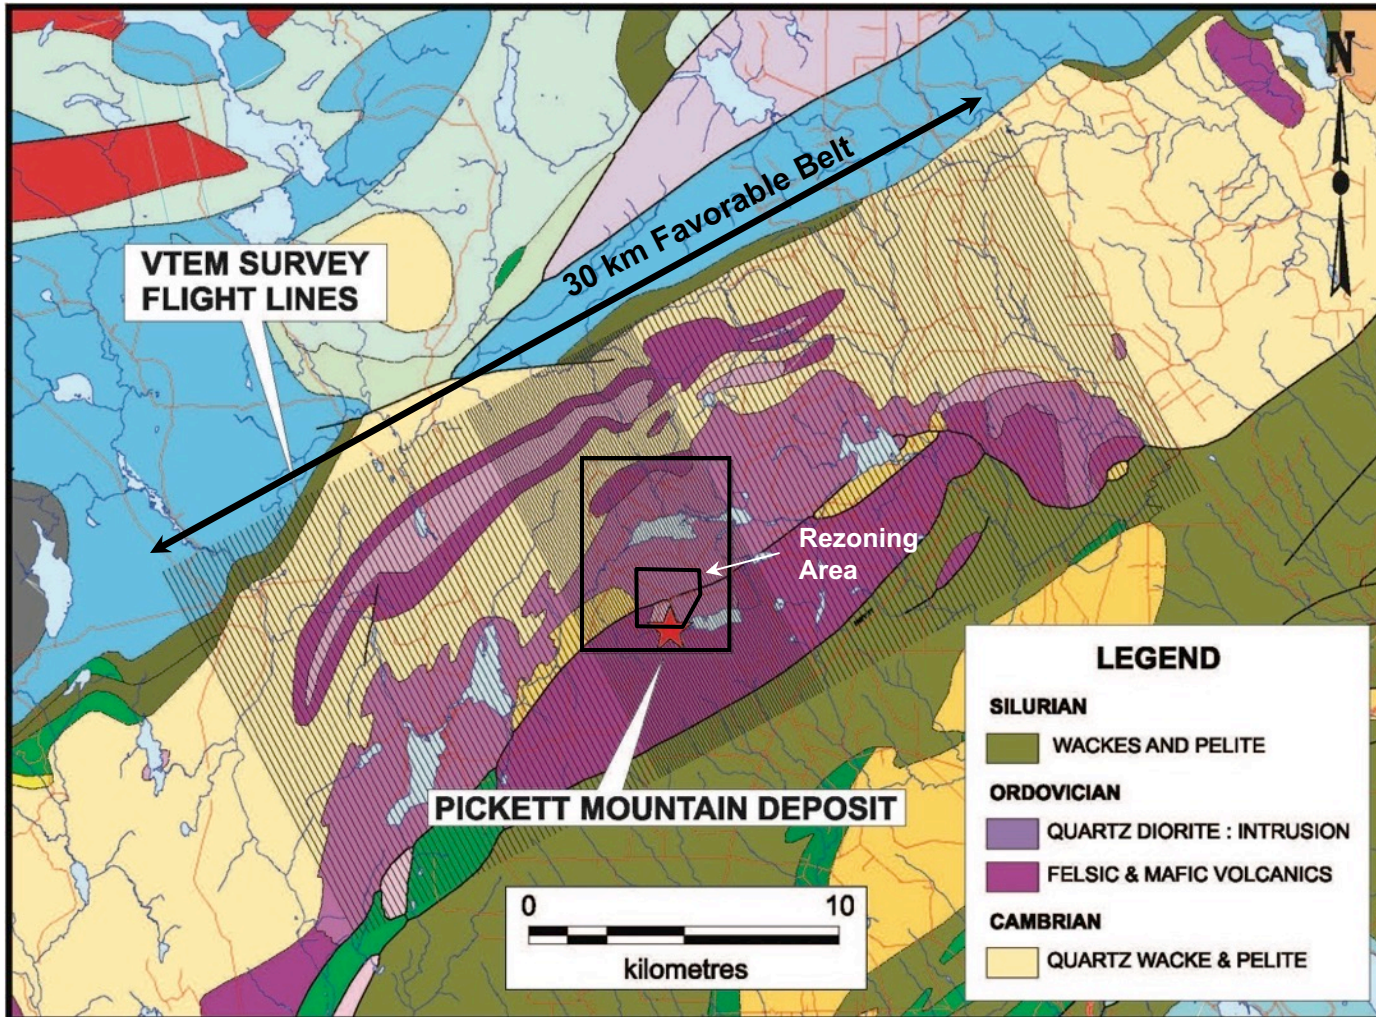 N
30 km Favorable Belt
VTEM SURVEY
FLIGHT LINES
Rezoning
Area
PICKETT MOUNTAIN DEPOSIT
0 10
kilometres
LEGEND
SILURIAN
WACKES AND PELITE
ORDOVICIAN
QUARTZ DIORITE : INTRUSION
FELSIC & MAFIC VOLCANICS
CAMBRIAN
QUARTZ WACKE & PELITE